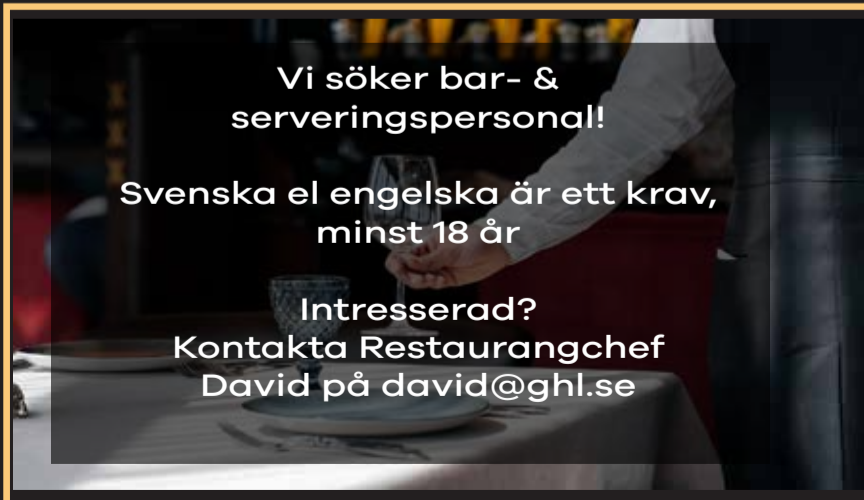 Vi söker bar- &
serveringspersonal!
Svenska el engelska är ett krav,
minst 18 år
Intresserad?
Kontakta Restaurangchef
David på david@ghl.se